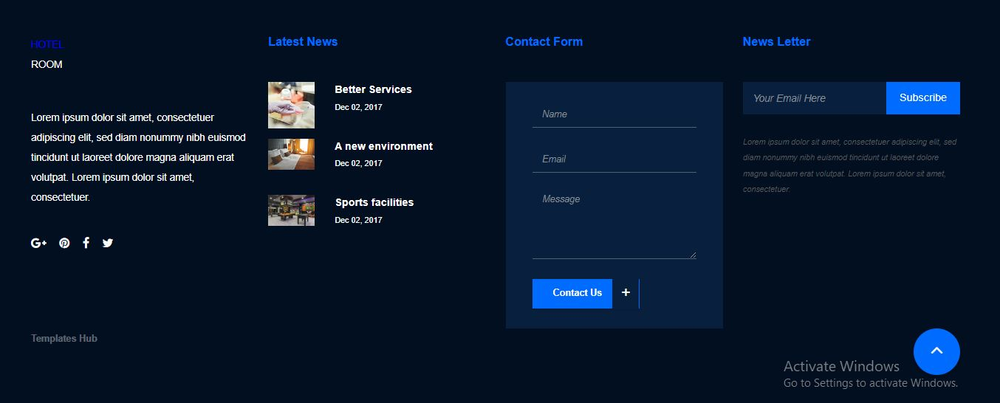 HOTEL
ROOM
Lorem ipsum dolor sit amet, consectetuer
adipiscing elit, sed diam nonummy nibh euismod
tincidunt ut laoreet dolore magna aliquam erat
volutpat. Lorem ipsum dolor sit amet,
consectetuer.
Latest News
Better Services
Dec 02, 2017
A new environment
Dec 02, 2017
Sports facilities
Dec 02, 2017
Contact Form
Name
Email
Message
Contact Us +
News Letter
Your Email Here Subscribe
Lorem ipsum dolor sit amet, consectetuer adipiscing elit, sed
diam nonummy nibh euismod tincidunt ut laoreet dolore
magna aliquam erat volutpat. Lorem ipsum dolor sit amet,
consectetuer.
Templates Hub
Activate Windows
Go to Settings to activate Windows.